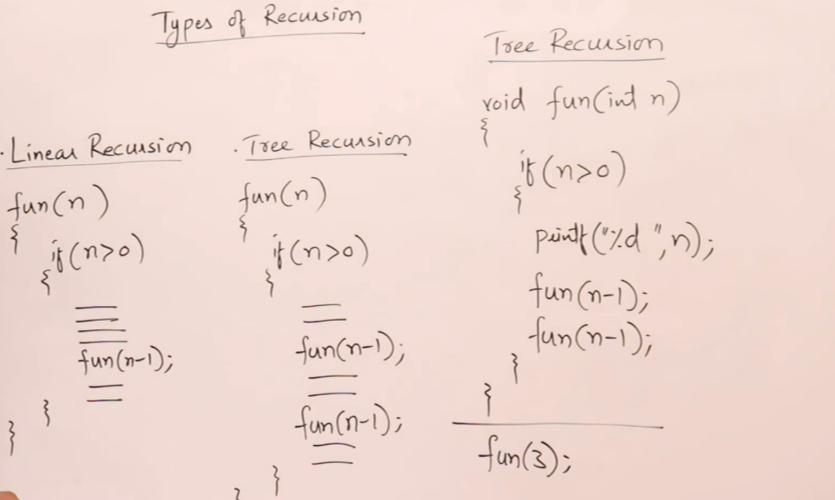 Types of Recursion
. Linear Recursion
fun(n)
{
if(n>0)
{
fun(n-1);
}
}
. Tree Recursion
fun(n)
{
if(n>0)
{
fun(n-1);
fun(n-1);
}
}
Tree Recursion
void fun(int n)
{
if(n>0)
{
printf("%d ",n);
fun(n-1);
fun(n-1);
}
}
fun(3);